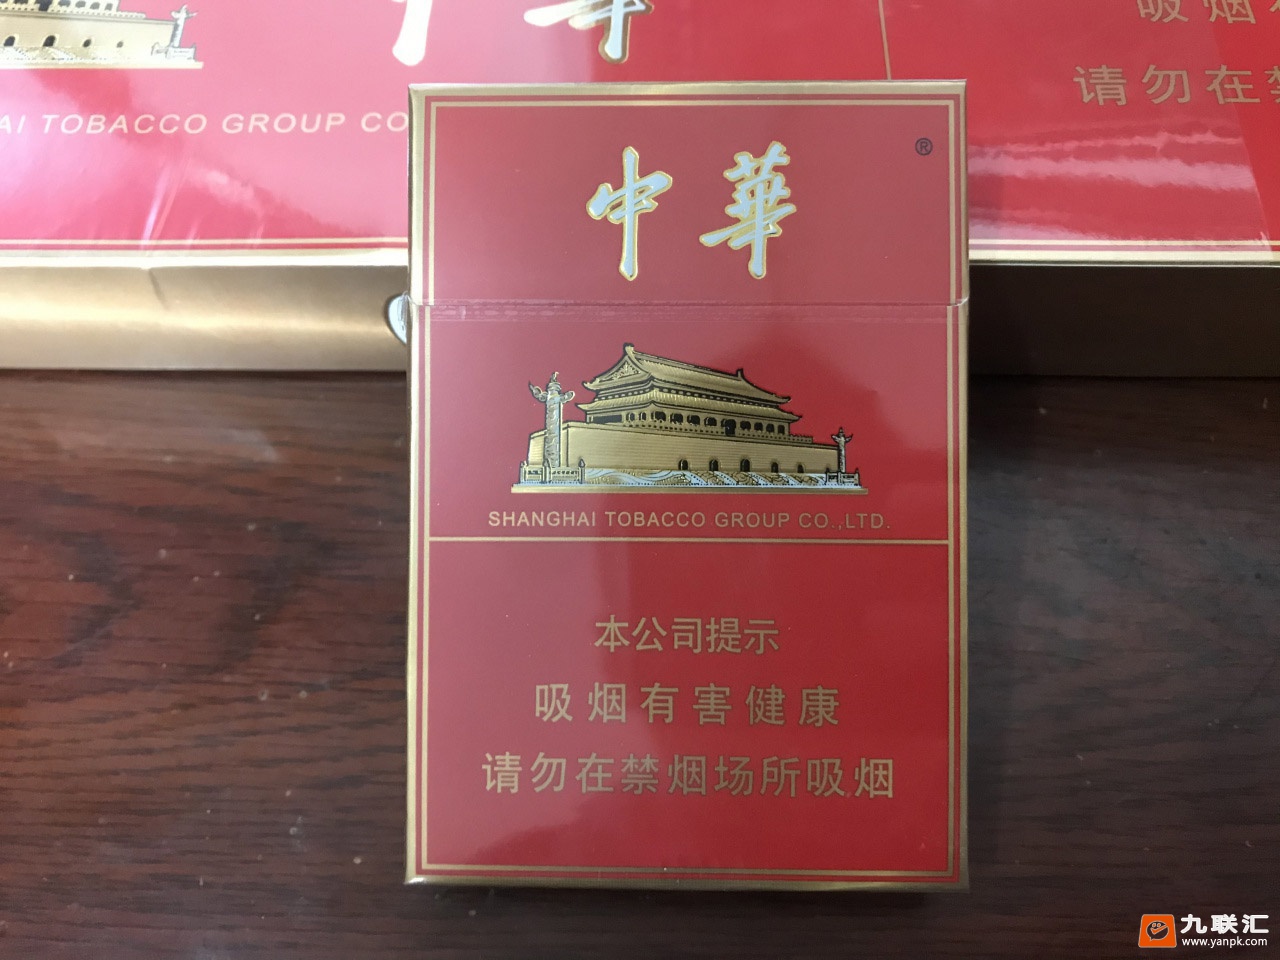 中華
AI TOBACCO GROUP CO
吸烟
请勿在禁
中華
®
SHANGHAI TOBACCO GROUP CO.,LTD.
本公司提示
吸烟有害健康
请勿在禁烟场所吸烟
九联汇
www.yanpk.com